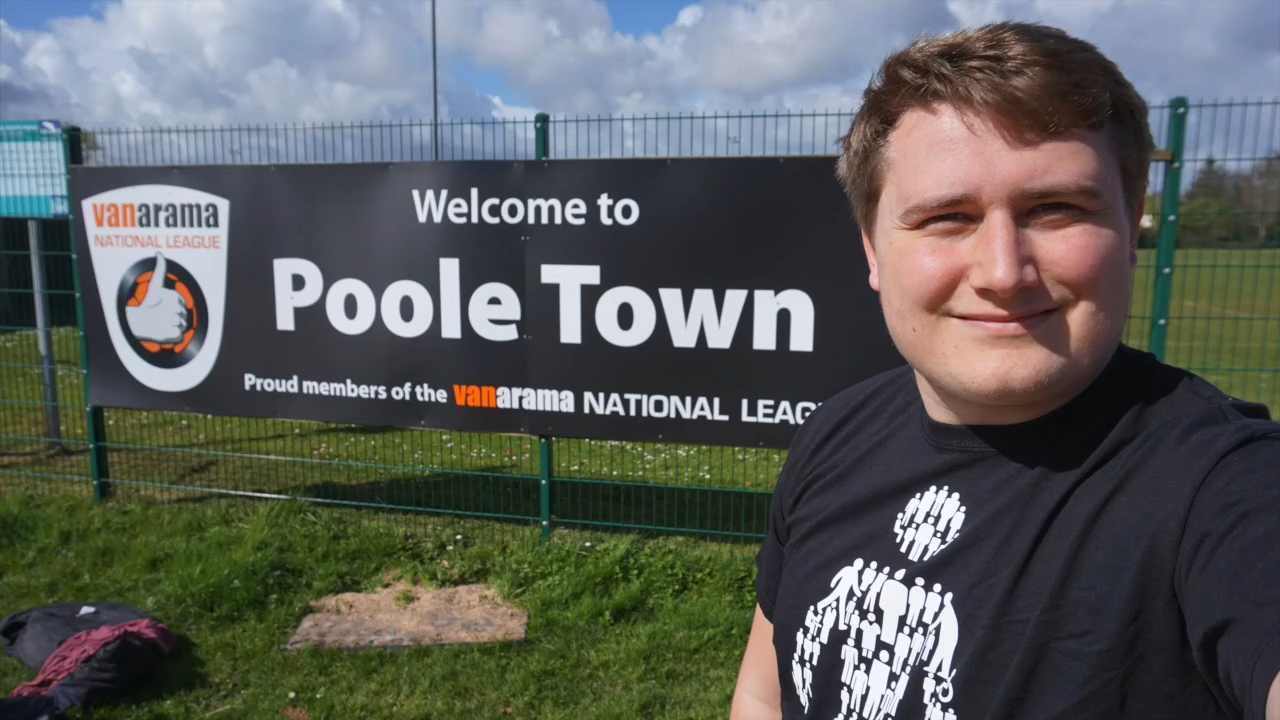 vanarama
NATIONAL LEAGUE
Welcome to
Poole Town
Proud members of the vanarama NATIONAL LEAG